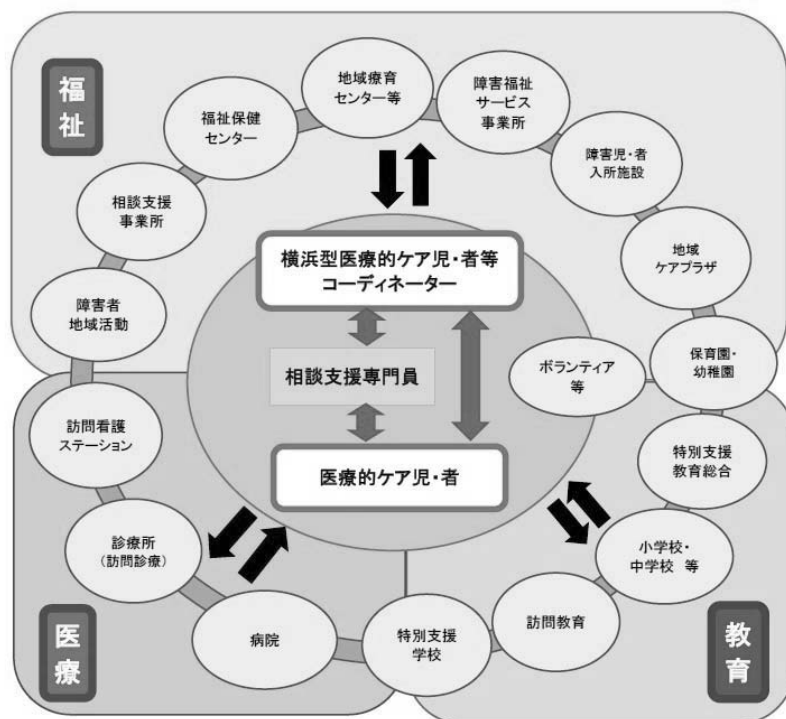 福祉
地域療育
センター等
障害福祉
サービス
事業所
福祉保健
センター
障害児・者
入所施設
相談支援
事業所
地域
ケアプラザ
横浜型医療的ケア児・者等
コーディネーター
障害者
地域活動
相談支援専門員
ボランティア
等
保育園・
幼稚園
訪問看護
ステーション
特別支援
教育総合
医療的ケア児・者
診療所
(訪問診療)
小学校・
中学校 等
病院
特別支援
学校
訪問教育
医療
教育